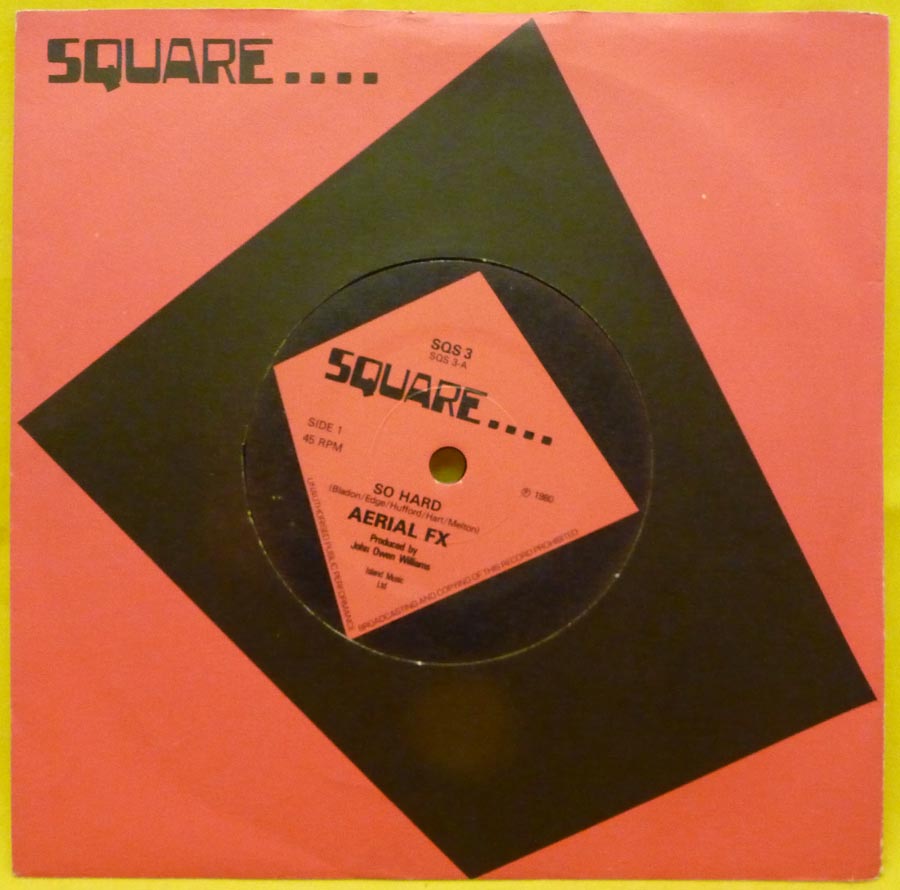 SQUARE....
SQS 3
SQS 3-A
SQUARE....
SIDE 1
45 RPM
℗ 1980
SO HARD
(Bladon/Edge/Hufford/Hart/Melton)
AERIAL FX
Produced by
John Owen Williams
Island Music
Ltd
UNAUTHORISED PUBLIC PERFORMANCE
BROADCASTING AND COPYING OF THIS RECORD PROHIBITED